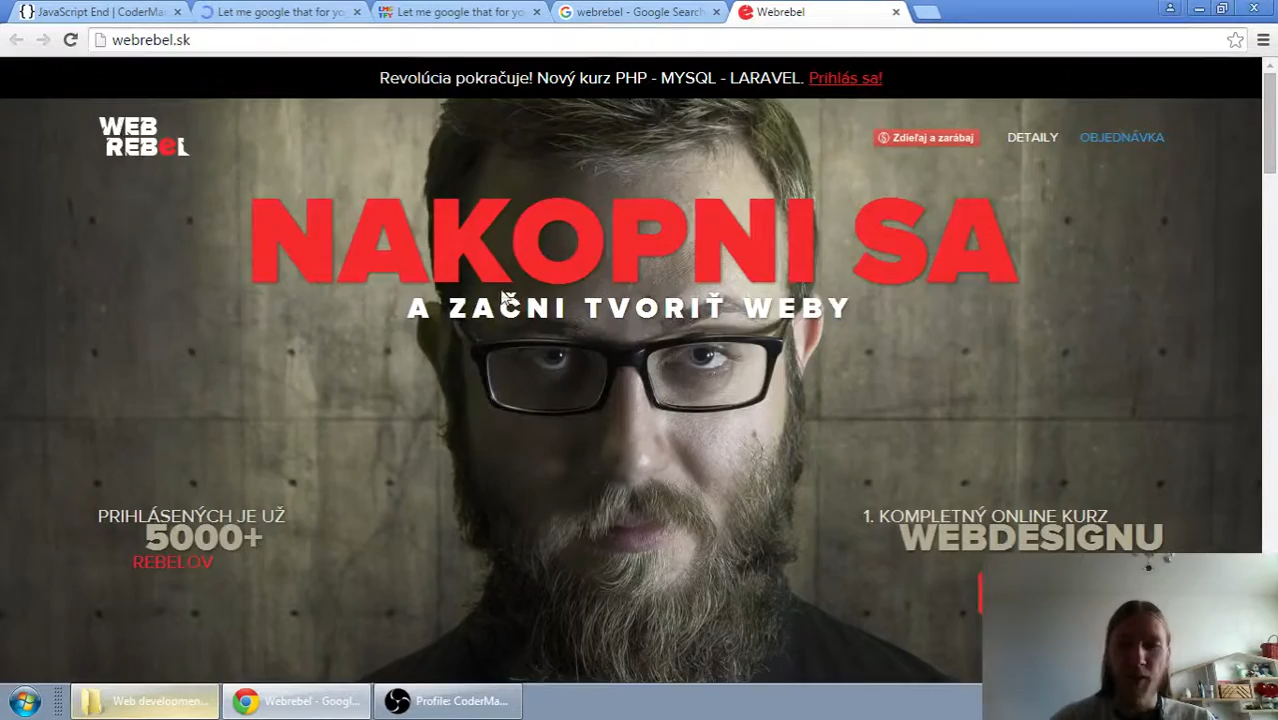 {} JavaScript End | CoderMa
Let me google that for yo
LMG TFY Let me google that for yo
webrebel - Google Search
Webrebel
webrebel.sk
Revolúcia pokračuje! Nový kurz PHP - MYSQL - LARAVEL. Prihlás sa!
WEB
REBeL
Zdieľaj a zarábaj
DETAILY
OBJEDNÁVKA
NAKOPNI SA
A ZAČNI TVORIŤ WEBY
PRIHLÁSENÝCH JE UŽ
5000+
REBELOV
1. KOMPLETNÝ ONLINE KURZ
WEBDESIGNU
Web developmen...
Webrebel - Googl...
Profile: CoderMa...